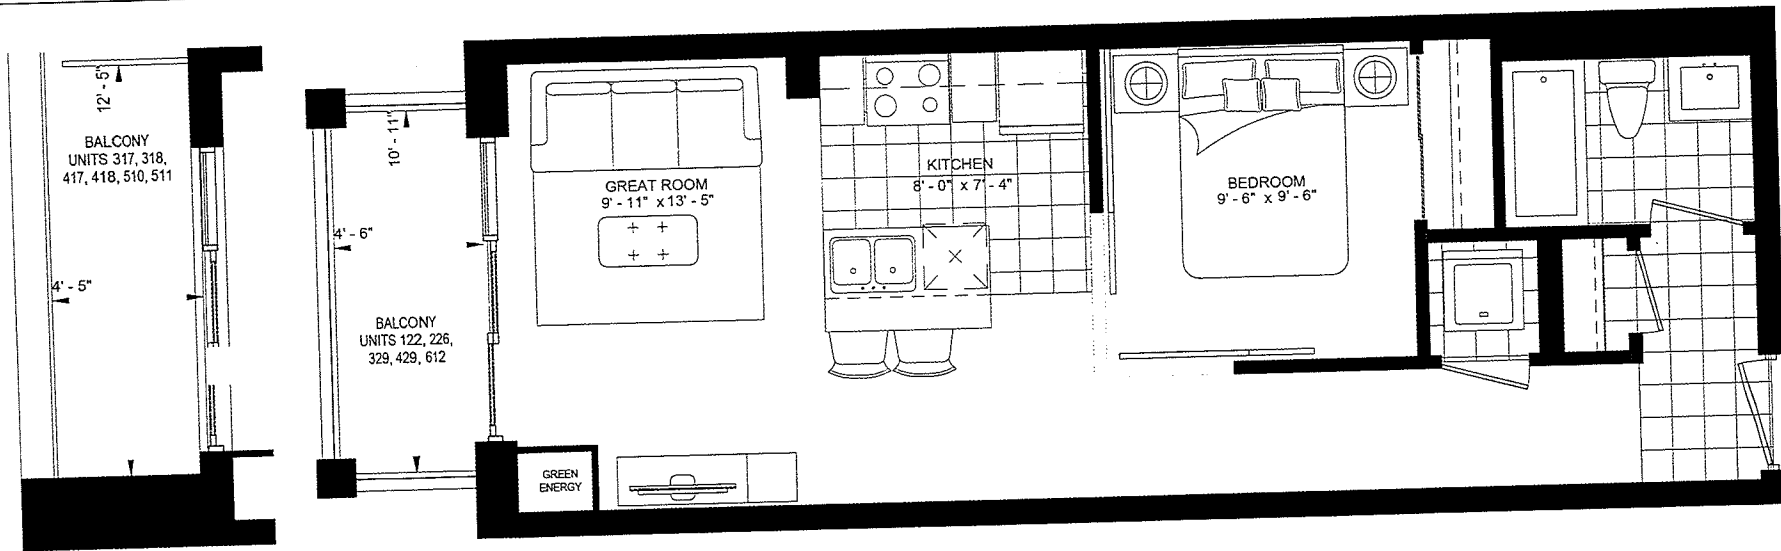 12' - 5"
BALCONY
UNITS 317, 318,
417, 418, 510, 511
4' - 5"
10' - 11"
4' - 6"
BALCONY
UNITS 122, 226,
329, 429, 612
GREAT ROOM
9' - 11" x 13' - 5"
KITCHEN
8' - 0" x 7' - 4"
BEDROOM
9' - 6" x 9' - 6"
GREEN
ENERGY